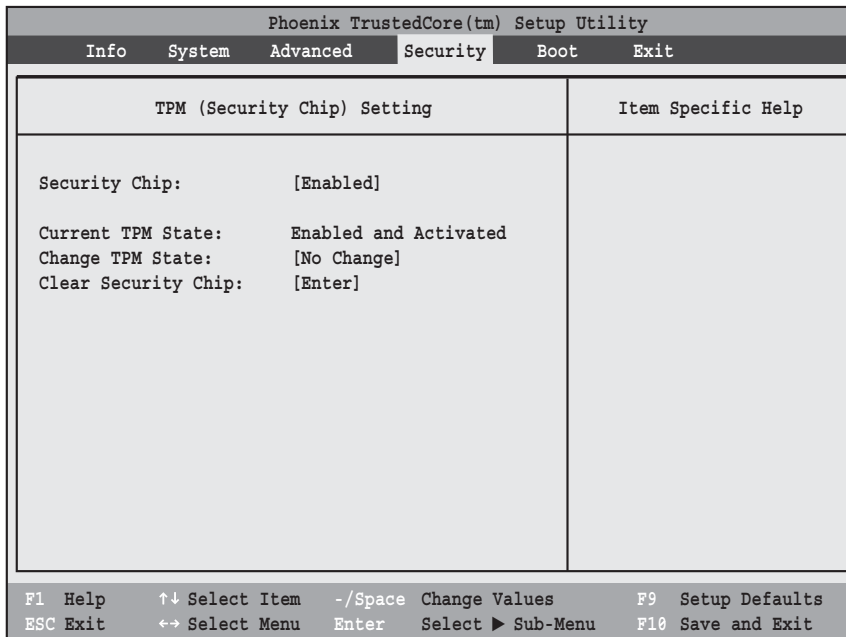 Phoenix TrustedCore(tm) Setup Utility
Info System Advanced Security Boot Exit
TPM (Security Chip) Setting Item Specific Help
Security Chip: [Enabled]
Current TPM State: Enabled and Activated
Change TPM State: [No Change]
Clear Security Chip: [Enter]
F1 Help ↑↓ Select Item -/Space Change Values F9 Setup Defaults
ESC Exit ←→ Select Menu Enter Select ▶ Sub-Menu F10 Save and Exit